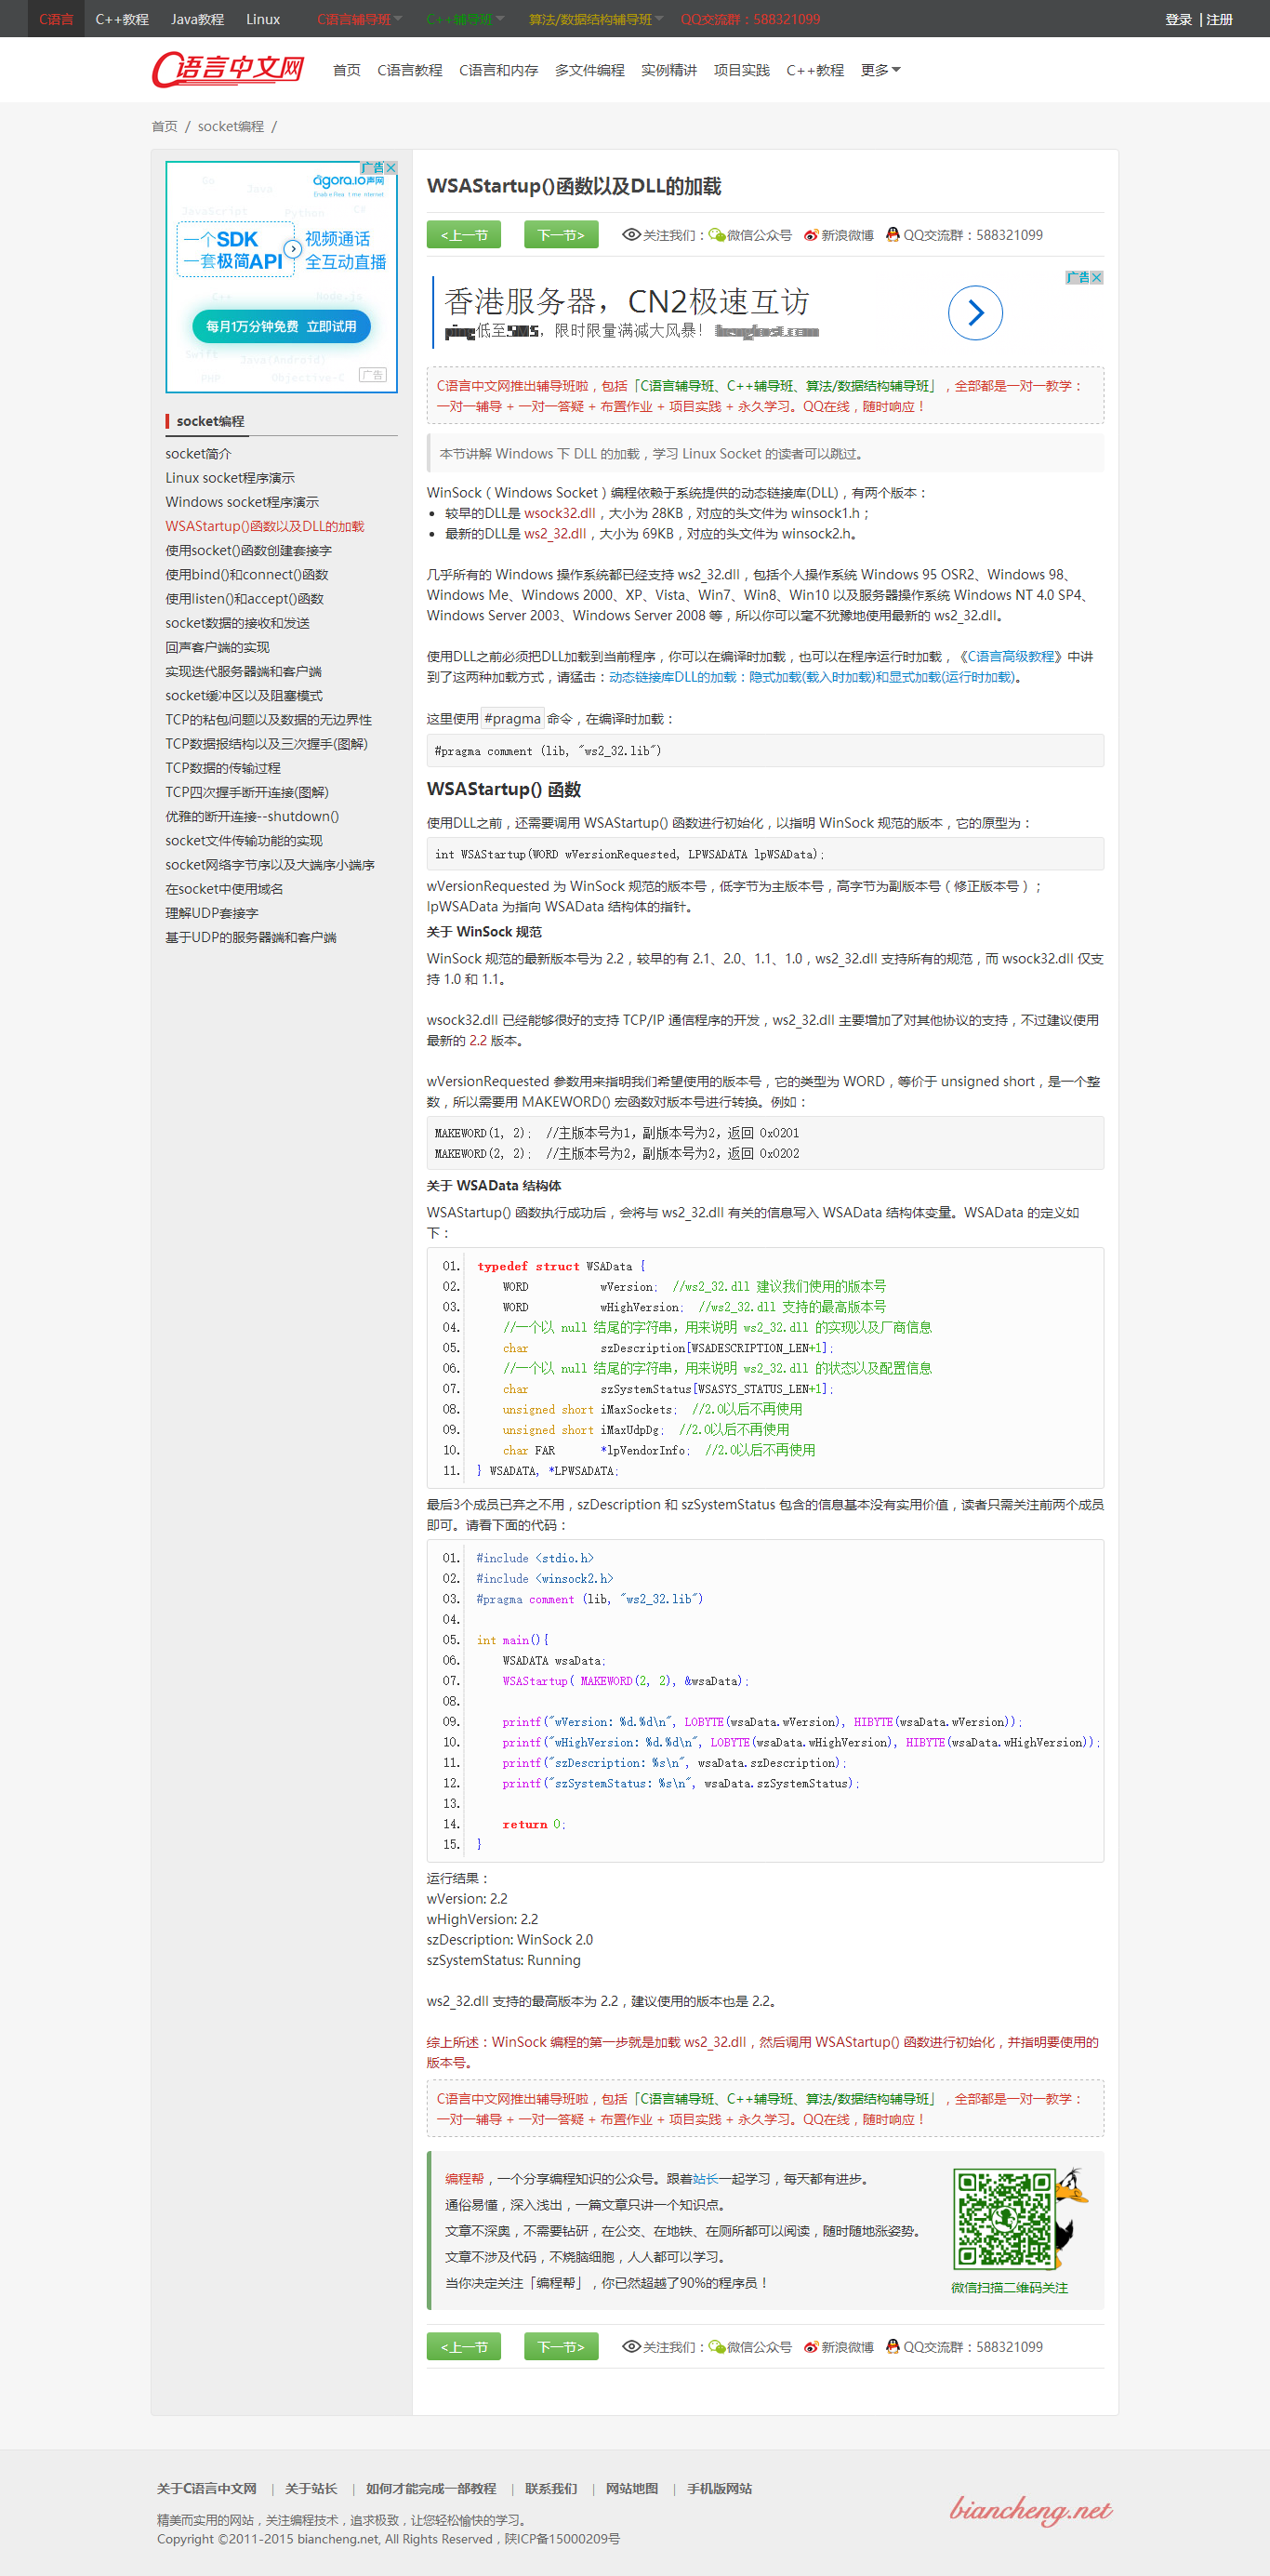 C语言 C++教程 Java教程 Linux C语言辅导班 C++辅导班 算法/数据结构辅导班 QQ交流群：588321099 登录 | 注册
C语言中文网 首页 C语言教程 C语言和内存 多文件编程 实例精讲 项目实践 C++教程 更多
首页 / socket编程 /
广告
agora.io声网
一个SDK
一套极简API
视频通话
全互动直播
每月1万分钟免费 立即试用
广告
socket编程
socket简介
Linux socket程序演示
Windows socket程序演示
WSAStartup()函数以及DLL的加载
使用socket()函数创建套接字
使用bind()和connect()函数
使用listen()和accept()函数
socket数据的接收和发送
回声客户端的实现
实现迭代服务器端和客户端
socket缓冲区以及阻塞模式
TCP的粘包问题以及数据的无边界性
TCP数据报结构以及三次握手(图解)
TCP数据的传输过程
TCP四次握手断开连接(图解)
优雅的断开连接--shutdown()
socket文件传输功能的实现
socket网络字节序以及大端序小端序
在socket中使用域名
理解UDP套接字
基于UDP的服务器端和客户端
WSAStartup()函数以及DLL的加载
<上一节 下一节> 关注我们：微信公众号 新浪微博 QQ交流群：588321099
广告
香港服务器，CN2极速互访
ping低至5MS，限时限量满减大风暴！
C语言中文网推出辅导班啦，包括「C语言辅导班、C++辅导班、算法/数据结构辅导班」，全部都是一对一教学：
一对一辅导 + 一对一答疑 + 布置作业 + 项目实践 + 永久学习。QQ在线，随时响应！
本节讲解 Windows 下 DLL 的加载，学习 Linux Socket 的读者可以跳过。
WinSock（Windows Socket）编程依赖于系统提供的动态链接库(DLL)，有两个版本：
• 较早的DLL是 wsock32.dll，大小为 28KB，对应的头文件为 winsock1.h；
• 最新的DLL是 ws2_32.dll，大小为 69KB，对应的头文件为 winsock2.h。
几乎所有的 Windows 操作系统都已经支持 ws2_32.dll，包括个人操作系统 Windows 95 OSR2、Windows 98、
Windows Me、Windows 2000、XP、Vista、Win7、Win8、Win10 以及服务器操作系统 Windows NT 4.0 SP4、
Windows Server 2003、Windows Server 2008 等，所以你可以毫不犹豫地使用最新的 ws2_32.dll。
使用DLL之前必须把DLL加载到当前程序，你可以在编译时加载，也可以在程序运行时加载，《C语言高级教程》中讲
到了这两种加载方式，请猛击：动态链接库DLL的加载：隐式加载(载入时加载)和显式加载(运行时加载)。
这里使用 #pragma 命令，在编译时加载：
#pragma comment (lib, "ws2_32.lib")
WSAStartup() 函数
使用DLL之前，还需要调用 WSAStartup() 函数进行初始化，以指明 WinSock 规范的版本，它的原型为：
int WSAStartup(WORD wVersionRequested, LPWSADATA lpWSAData);
wVersionRequested 为 WinSock 规范的版本号，低字节为主版本号，高字节为副版本号（修正版本号）；
lpWSAData 为指向 WSAData 结构体的指针。
关于 WinSock 规范
WinSock 规范的最新版本号为 2.2，较早的有 2.1、2.0、1.1、1.0，ws2_32.dll 支持所有的规范，而 wsock32.dll 仅支
持 1.0 和 1.1。
wsock32.dll 已经能够很好的支持 TCP/IP 通信程序的开发，ws2_32.dll 主要增加了对其他协议的支持，不过建议使用
最新的 2.2 版本。
wVersionRequested 参数用来指明我们希望使用的版本号，它的类型为 WORD，等价于 unsigned short，是一个整
数，所以需要用 MAKEWORD() 宏函数对版本号进行转换。例如：
MAKEWORD(1, 2); //主版本号为1，副版本号为2，返回 0x0201
MAKEWORD(2, 2); //主版本号为2，副版本号为2，返回 0x0202
关于 WSAData 结构体
WSAStartup() 函数执行成功后，会将与 ws2_32.dll 有关的信息写入 WSAData 结构体变量。WSAData 的定义如
下：
01. typedef struct WSAData {
02. WORD wVersion; //ws2_32.dll 建议我们使用的版本号
03. WORD wHighVersion; //ws2_32.dll 支持的最高版本号
04. //一个以 null 结尾的字符串，用来说明 ws2_32.dll 的实现以及厂商信息
05. char szDescription[WSADESCRIPTION_LEN+1];
06. //一个以 null 结尾的字符串，用来说明 ws2_32.dll 的状态以及配置信息
07. char szSystemStatus[WSASYS_STATUS_LEN+1];
08. unsigned short iMaxSockets; //2.0以后不再使用
09. unsigned short iMaxUdpDg; //2.0以后不再使用
10. char FAR *lpVendorInfo; //2.0以后不再使用
11. } WSADATA, *LPWSADATA;
最后3个成员已弃之不用，szDescription 和 szSystemStatus 包含的信息基本没有实用价值，读者只需关注前两个成员
即可。请看下面的代码：
01. #include <stdio.h>
02. #include <winsock2.h>
03. #pragma comment (lib, "ws2_32.lib")
04.
05. int main(){
06. WSADATA wsaData;
07. WSAStartup( MAKEWORD(2, 2), &wsaData);
08.
09. printf("wVersion: %d.%d\n", LOBYTE(wsaData.wVersion), HIBYTE(wsaData.wVersion));
10. printf("wHighVersion: %d.%d\n", LOBYTE(wsaData.wHighVersion), HIBYTE(wsaData.wHighVersion));
11. printf("szDescription: %s\n", wsaData.szDescription);
12. printf("szSystemStatus: %s\n", wsaData.szSystemStatus);
13.
14. return 0;
15. }
运行结果：
wVersion: 2.2
wHighVersion: 2.2
szDescription: WinSock 2.0
szSystemStatus: Running
ws2_32.dll 支持的最高版本为 2.2，建议使用的版本也是 2.2。
综上所述：WinSock 编程的第一步就是加载 ws2_32.dll，然后调用 WSAStartup() 函数进行初始化，并指明要使用的
版本号。
C语言中文网推出辅导班啦，包括「C语言辅导班、C++辅导班、算法/数据结构辅导班」，全部都是一对一教学：
一对一辅导 + 一对一答疑 + 布置作业 + 项目实践 + 永久学习。QQ在线，随时响应！
编程帮，一个分享编程知识的公众号。跟着站长一起学习，每天都有进步。
通俗易懂，深入浅出，一篇文章只讲一个知识点。
文章不深奥，不需要钻研，在公交、在地铁、在厕所都可以阅读，随时随地涨姿势。
文章不涉及代码，不烧脑细胞，人人都可以学习。
当你决定关注「编程帮」，你已然超越了90%的程序员！
微信扫描二维码关注
<上一节 下一节> 关注我们：微信公众号 新浪微博 QQ交流群：588321099
关于C语言中文网 | 关于站长 | 如何才能完成一部教程 | 联系我们 | 网站地图 | 手机版网站
精美而实用的网站，关注编程技术，追求极致，让您轻松愉快的学习。
Copyright ©2011-2015 biancheng.net, All Rights Reserved，陕ICP备15000209号
biancheng.net